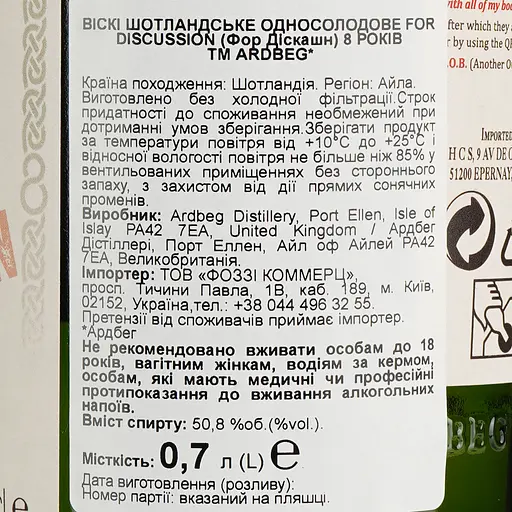 ВІСКІ ШОТЛАНДСЬКЕ ОДНОСОЛОДОВЕ FOR
DISCUSSION (Фор Діскашн) 8 РОКІВ
ТМ ARDBEG*
Країна походження: Шотландія. Регіон: Айла.
Виготовлено без холодної фільтрації.Строк
придатності до споживання необмежений при
дотриманні умов зберігання.Зберігати продукт
за температури повітря від +10°С до +25°С і
відносної вологості повітря не більше ніж 85% у
вентильованих приміщеннях без стороннього
запаху, з захистом від дії прямих сонячних
променів.
Виробник: Ardbeg Distillery, Port Ellen, Isle of
Islay PA42 7EA, United Kingdom / Ардбег
Дістіллері, Порт Еллен, Айл оф Айлей PA42
7EA, Великобританія.
Імпортер: ТОВ «ФОЗЗІ КОММЕРЦ»,
просп. Тичини Павла, 1В, каб. 189, м. Київ,
02152, Україна,тел.: +38 044 496 32 55.
Претензії від споживачів приймає імпортер.
*Ардбег
Не рекомендовано вживати особам до 18
років, вагітним жінкам, водіям за кермом,
особам, які мають медичні чи професійні
протипоказання до вживання алкогольних
напоїв.
Вміст спирту: 50,8 %об.(%vol.).
Місткість: 0,7 л (L) e
Дата виготовлення (розливу):
Номер партії: вказаний на пляшці.
with all of my bo
fter which they a
r by using the QR
.O.B. (Another O
IMPORTED
H C S, 9 AV DE C
51200 EPERNAY,
BEG
e